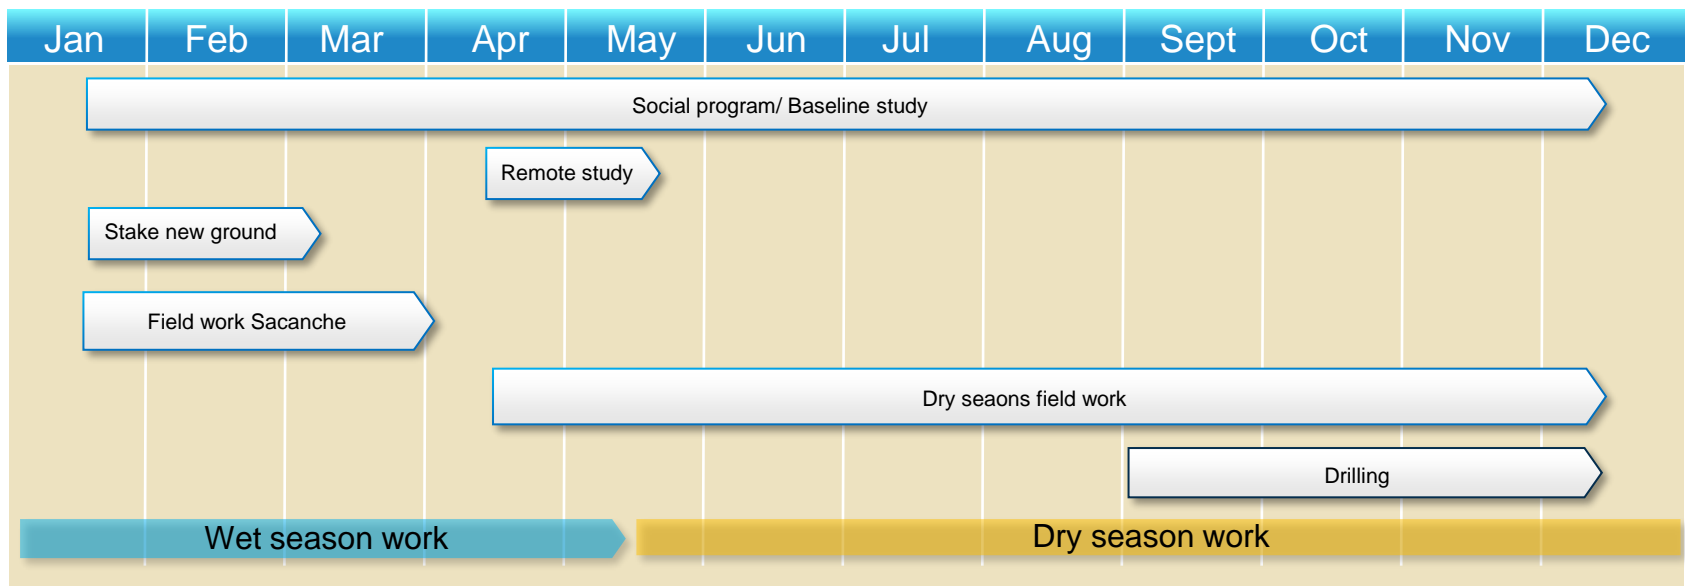 Jan Feb Mar Apr May Jun Jul Aug Sept Oct Nov Dec
Social program/ Baseline study
Remote study
Stake new ground
Field work Sacanche
Dry seaons field work
Drilling
Wet season work
Dry season work